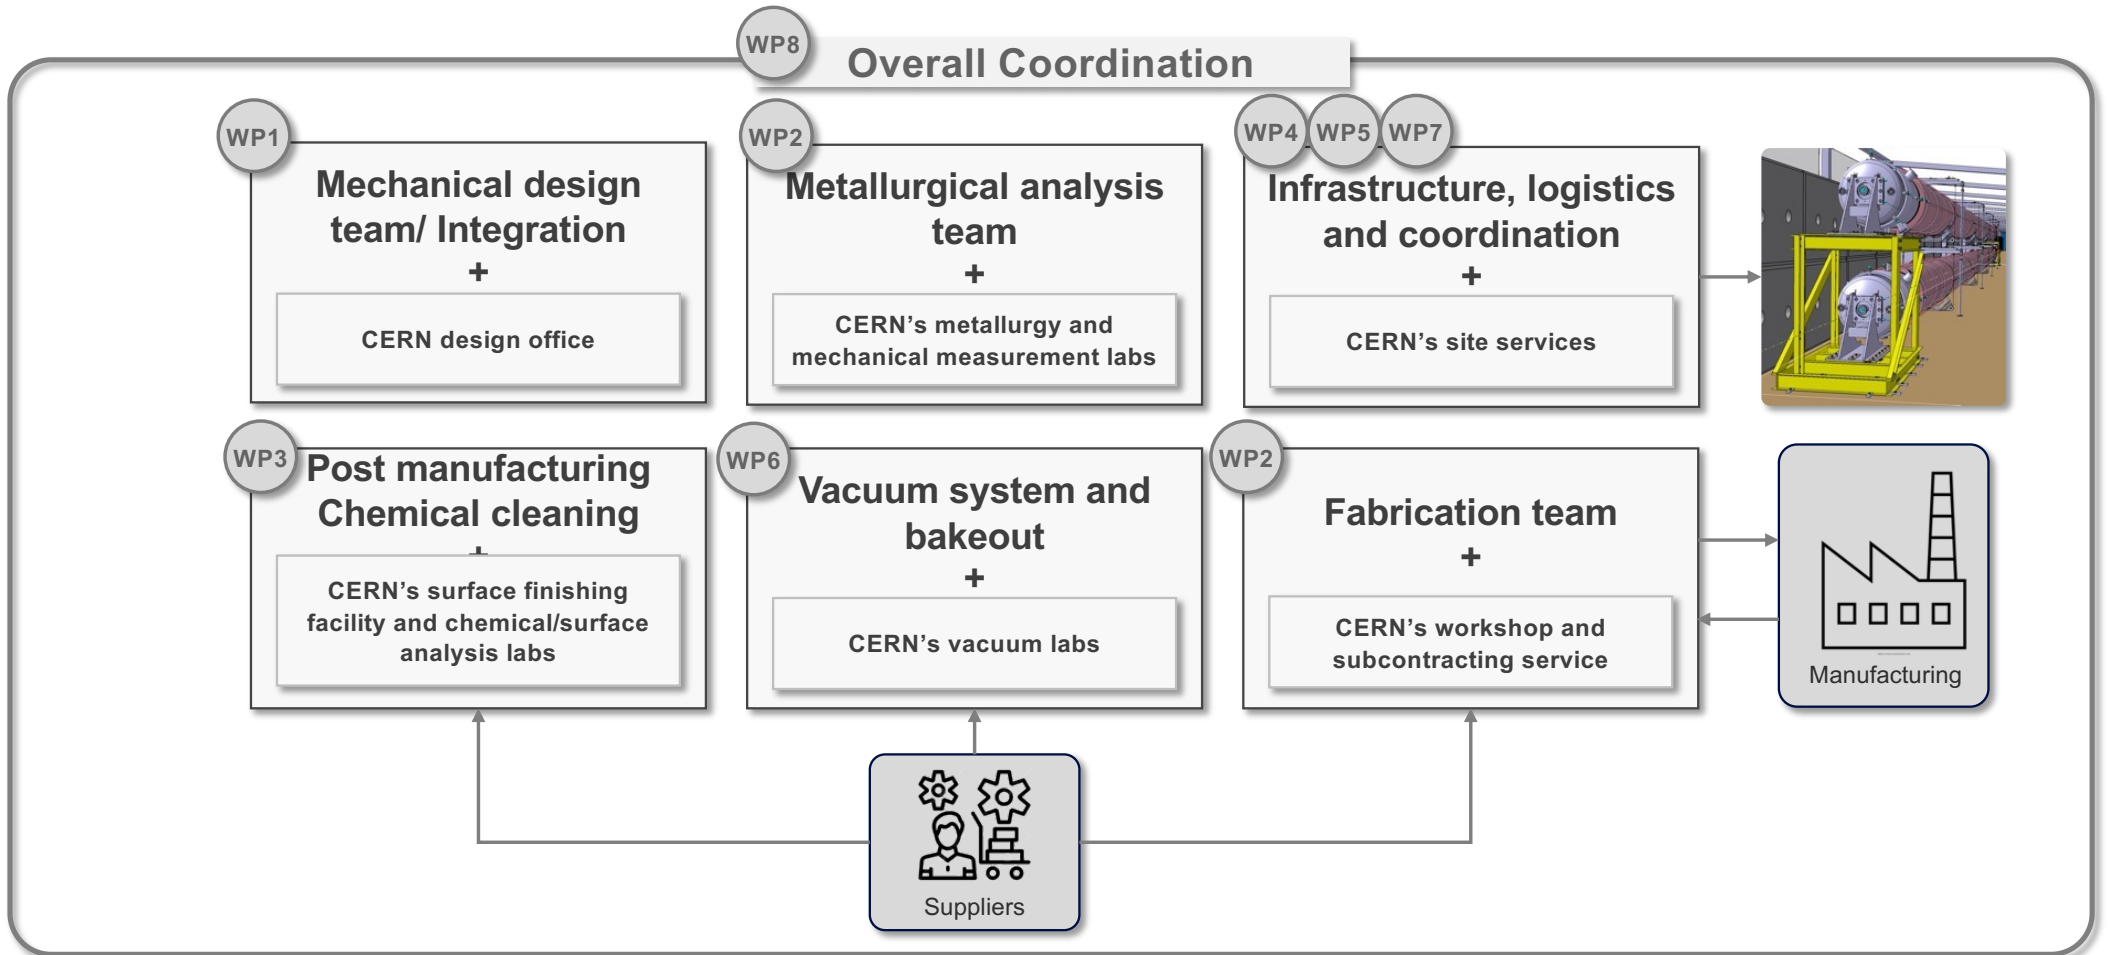 WP8
Overall Coordination
WP1
Mechanical design
team/ Integration
+
CERN design office
WP2
Metallurgical analysis
team
+
CERN’s metallurgy and
mechanical measurement labs
WP4 WP5 WP7
Infrastructure, logistics
and coordination
+
CERN’s site services
WP3
Post manufacturing
Chemical cleaning
+
CERN’s surface finishing
facility and chemical/surface
analysis labs
WP6
Vacuum system and
bakeout
+
CERN’s vacuum labs
WP2
Fabrication team
+
CERN’s workshop and
subcontracting service
Manufacturing
Suppliers